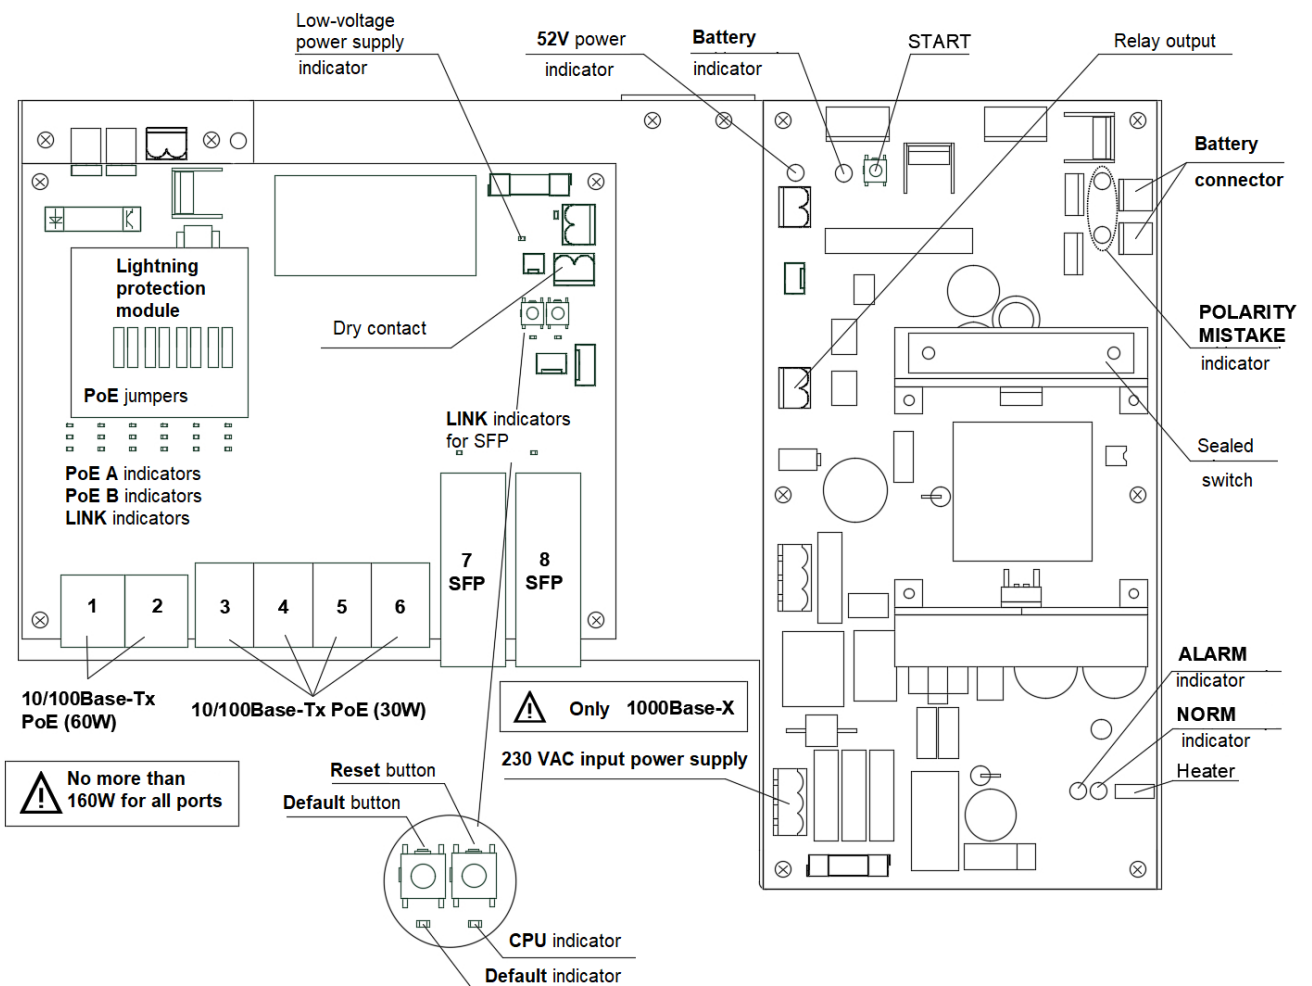 Low-voltage
power supply
indicator
52V power
indicator
Battery
indicator
START
Relay output
Battery
connector
Lightning
protection
module
PoE jumpers
Dry contact
POLARITY
MISTAKE
indicator
LINK indicators
for SFP
Sealed
switch
PoE A indicators
PoE B indicators
LINK indicators
1
2
3
4
5
6
7
SFP
8
SFP
10/100Base-Tx
PoE (60W)
10/100Base-Tx PoE (30W)
Only 1000Base-X
ALARM
indicator
NORM
indicator
Heater
230 VAC input power supply
No more than
160W for all ports
Reset button
Default button
CPU indicator
Default indicator